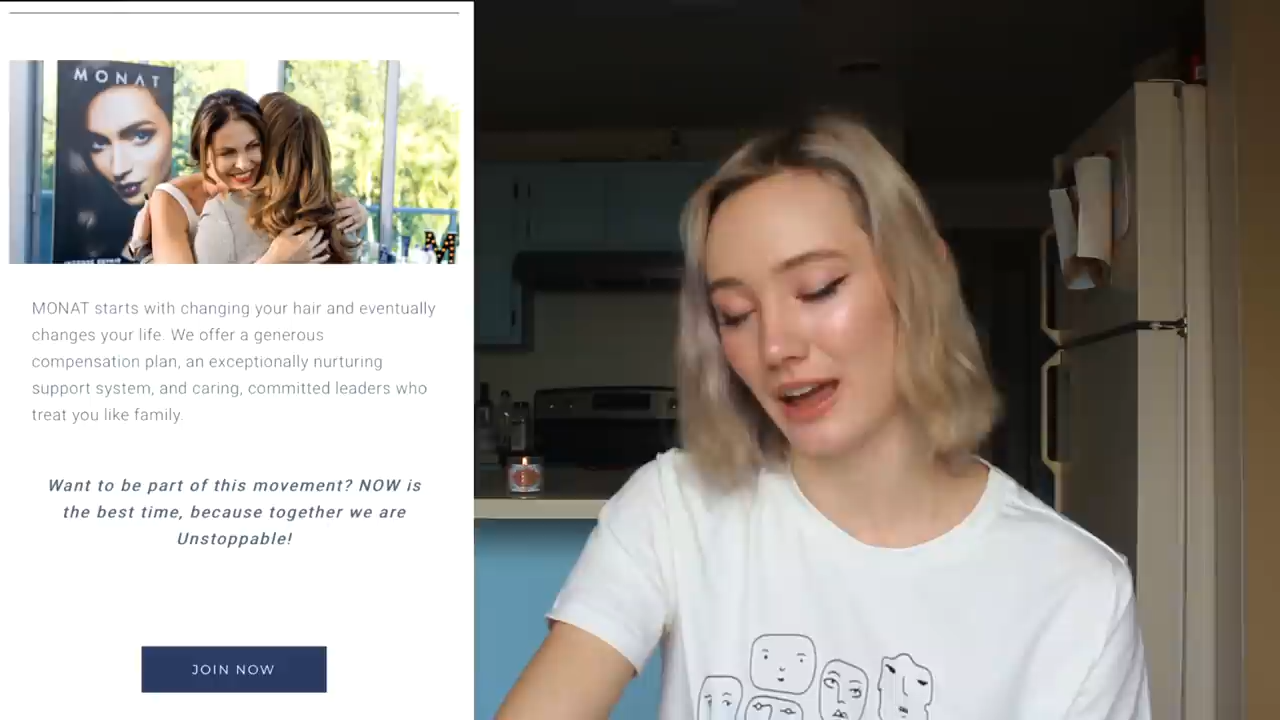 MONAT
MONAT starts with changing your hair and eventually
changes your life. We offer a generous
compensation plan, an exceptionally nurturing
support system, and caring, committed leaders who
treat you like family.
Want to be part of this movement? NOW is
the best time, because together we are
Unstoppable!
JOIN NOW